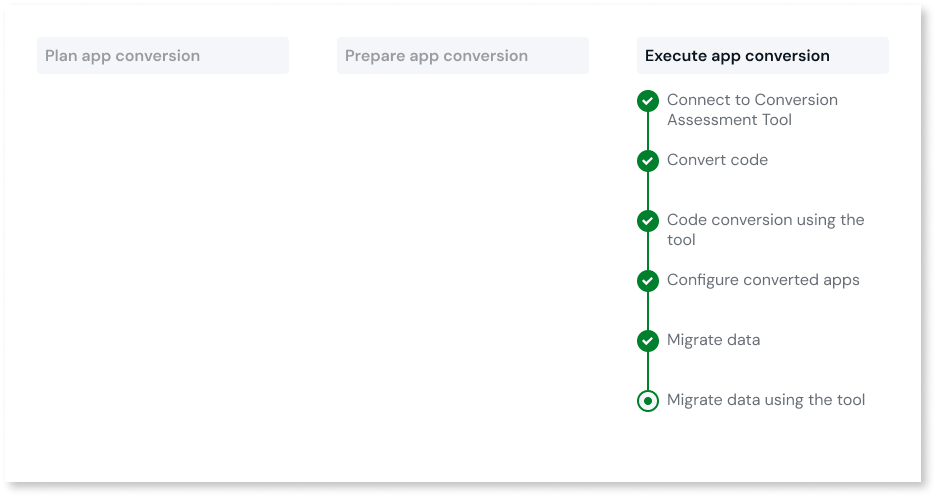 Plan app conversion
Prepare app conversion
Execute app conversion
Connect to Conversion
Assessment Tool
Convert code
Code conversion using the
tool
Configure converted apps
Migrate data
Migrate data using the tool